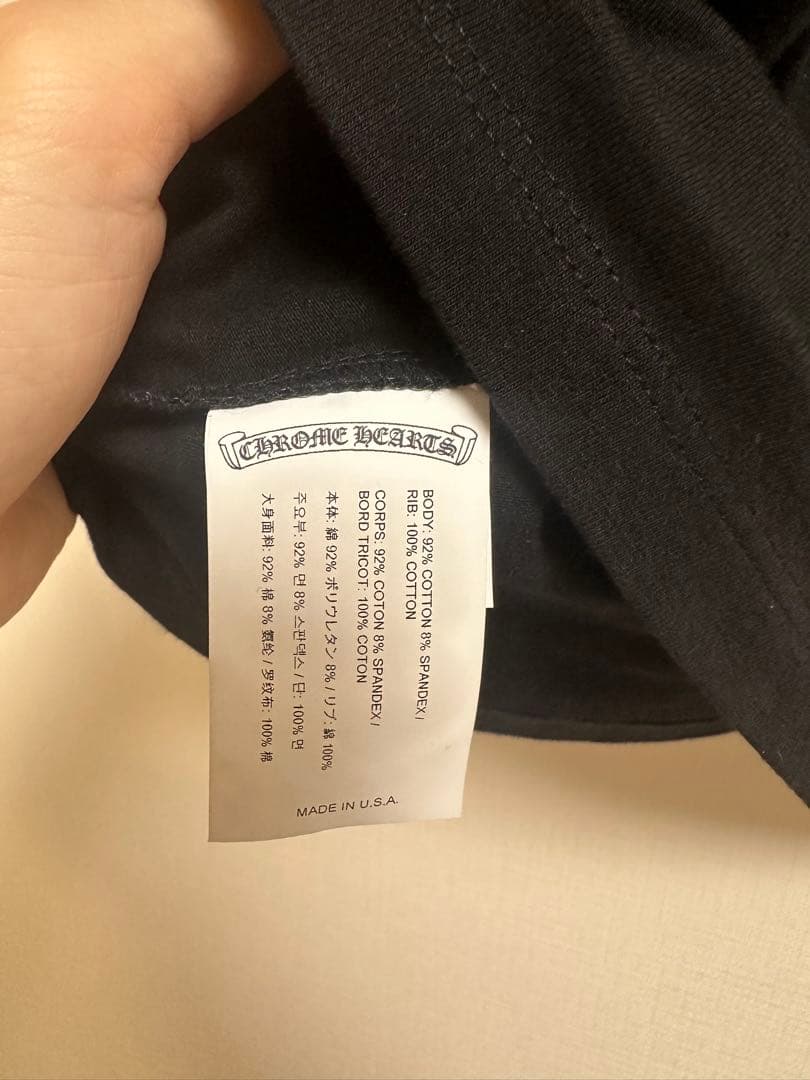 CHROME HEARTS
BODY: 92% COTTON 8% SPANDEX /
RIB: 100% COTTON
CORPS: 92% COTON 8% SPANDEX /
BORD TRICOT: 100% COTON
本体: 綿 92% ポリウレタン 8% / リブ: 綿 100%
주요부: 92% 면 8% 스판덱스 / 단: 100% 면
大身面料: 92% 棉 8% 氨纶 / 罗纹布: 100% 棉
MADE IN U.S.A.